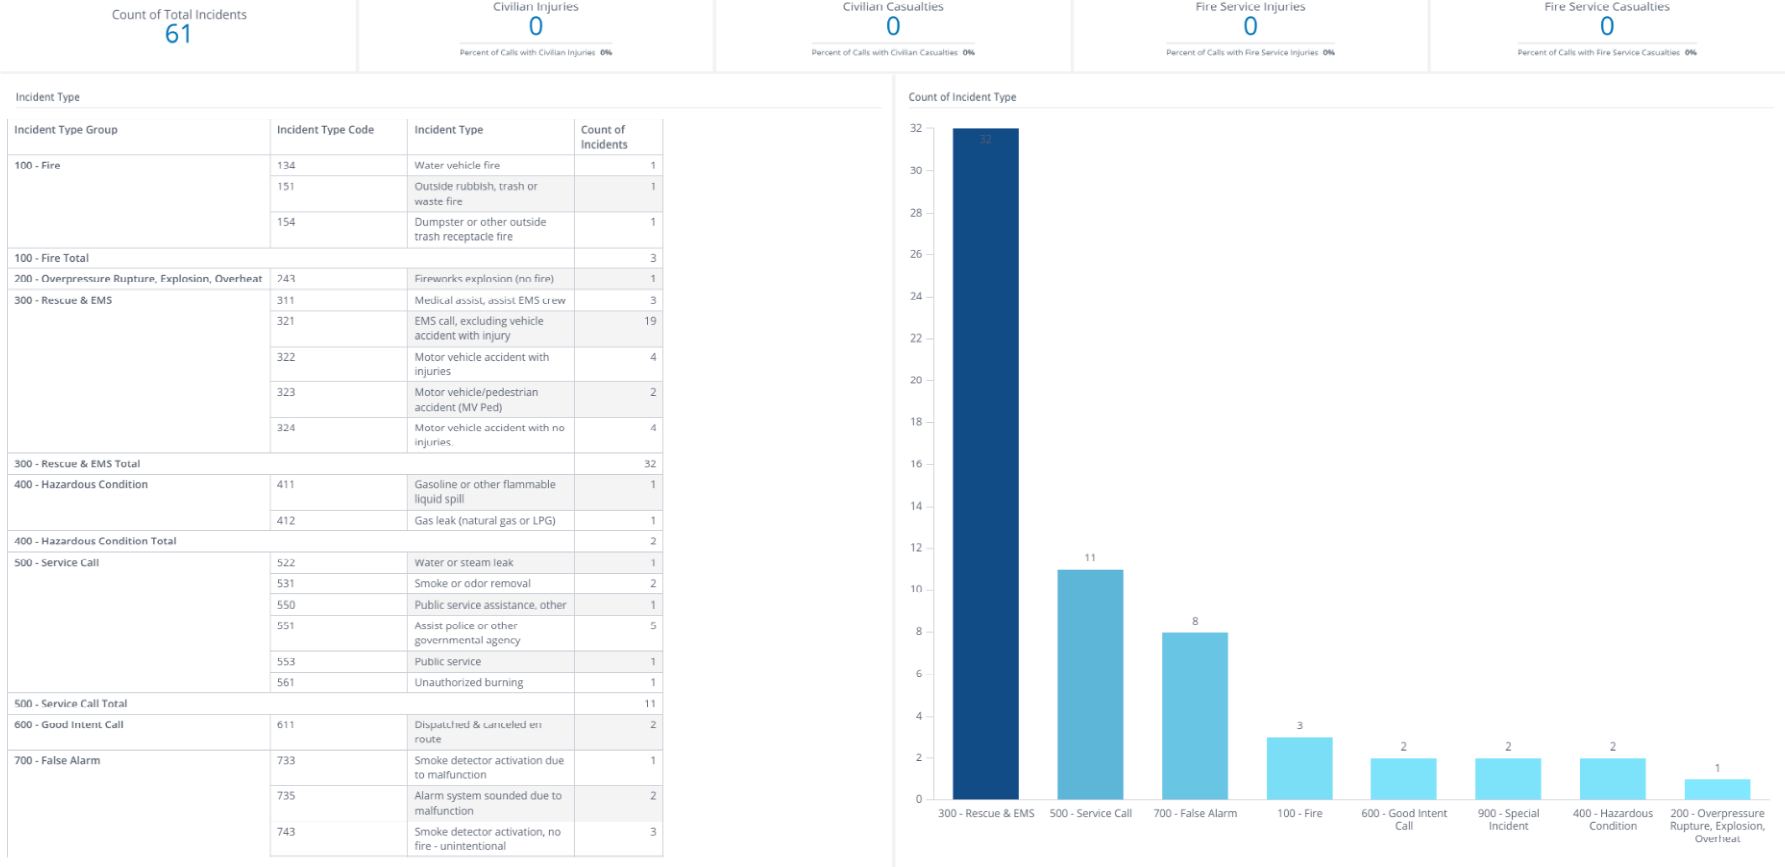 Count of Total Incidents
61
Civilian Injuries
0
Percent of Calls with Civilian Injuries 0%
Civilian Casualties
0
Percent of Calls with Civilian Casualties 0%
Fire Service Injuries
0
Percent of Calls with Fire Service Injuries 0%
Fire Service Casualties
0
Percent of Calls with Fire Service Casualties 0%
Incident Type
Incident Type Group Incident Type Code Incident Type Count of
Incidents
100 - Fire 134 Water vehicle fire 1
151 Outside rubbish, trash or 1
waste fire
154 Dumpster or other outside 1
trash receptacle fire
100 - Fire Total 3
200 - Overpressure Rupture, Explosion, Overheat 243 Fireworks explosion (no fire) 1
300 - Rescue & EMS 311 Medical assist, assist EMS crew 3
321 EMS call, excluding vehicle 19
accident with injury
322 Motor vehicle accident with 4
injuries
323 Motor vehicle/pedestrian 2
accident (MV Ped)
324 Motor vehicle accident with no 4
injuries.
300 - Rescue & EMS Total 32
400 - Hazardous Condition 411 Gasoline or other flammable 1
liquid spill
412 Gas leak (natural gas or LPG) 1
400 - Hazardous Condition Total 2
500 - Service Call 522 Water or steam leak 1
531 Smoke or odor removal 2
550 Public service assistance, other 1
551 Assist police or other 5
governmental agency
553 Public service 1
561 Unauthorized burning 1
500 - Service Call Total 11
600 - Good Intent Call 611 Dispatched & canceled en 2
route
700 - False Alarm 733 Smoke detector activation due 1
to malfunction
735 Alarm system sounded due to 2
malfunction
743 Smoke detector activation, no 3
fire - unintentional
Count of Incident Type
32
30
28
26
24
22
20
18
16
14
12
10
8
6
4
2
0
32
11
8
3
2
2
2
1
300 - Rescue & EMS
500 - Service Call
700 - False Alarm
100 - Fire
600 - Good Intent
Call
900 - Special
Incident
400 - Hazardous
Condition
200 - Overpressure
Rupture, Explosion,
Overheat